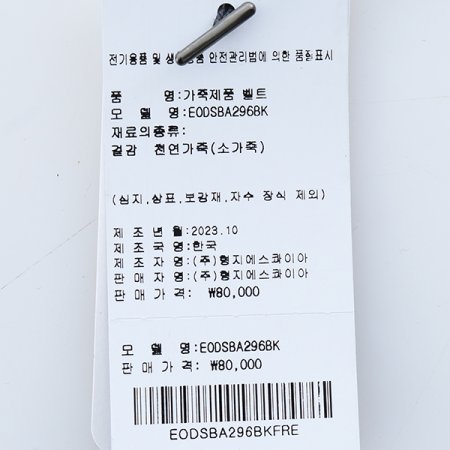 전기용품 및 생활용품 안전관리법에 의한 품질표시
품 명:가죽제품 벨트
모 델 명:EODSBA296BK
재료의종류:
겉감 천연가죽(소가죽)
(심지,상표,보강재,자수 장식 제외)
제 조 년 월:2023.10
제 조 국 명:한국
제 조 자 명:(주)형지에스콰이아
판 매 자 명:(주)형지에스콰이아
판 매 가 격: ₩80,000
모 델 명:EODSBA296BK
판 매 가 격: ₩80,000
EODSBA296BKFRE